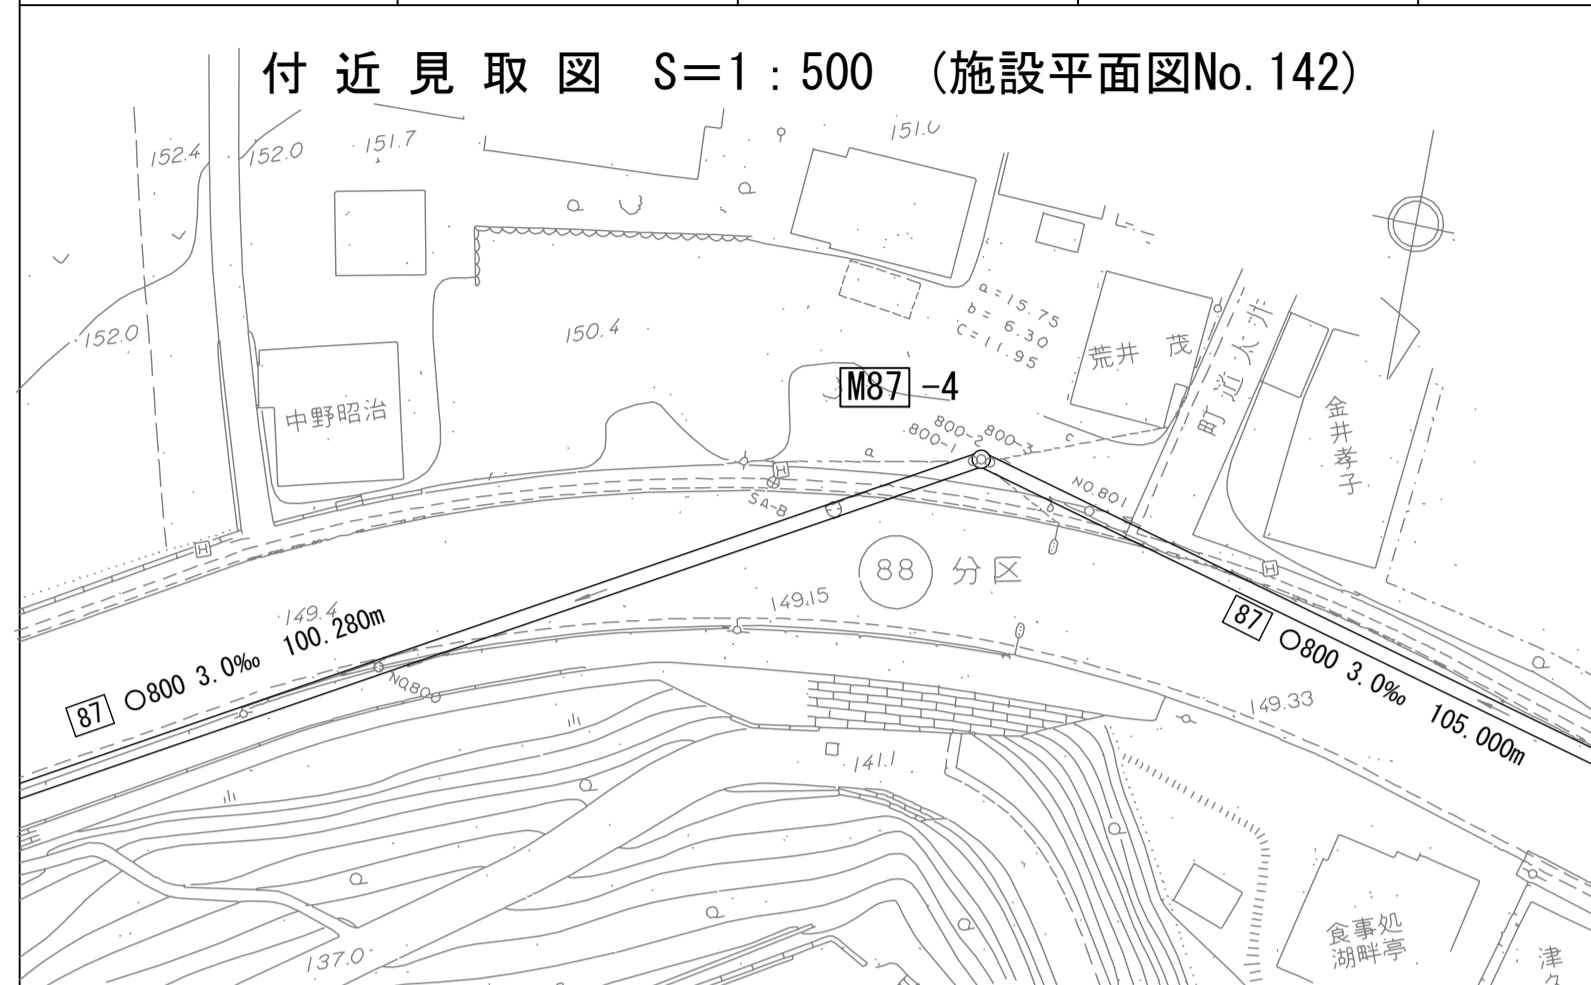 付近見取図 S=1:500 (施設平面図No.142)
152.4
152.0
151.7
151.0
152.0
150.4
a=15.75
b= 6.30
c=11.95
荒井 茂
町道太井
金井孝子
中野昭治
M87 -4
800-1
800-2
800-3
a
c
b
NO.801
H
SA-8
H
H
88 分区
149.4
149.15
87 ○800 3.0‰ 100.280m
NO.800
87 ○800 3.0‰ 105.000m
149.33
141.1
137.0
食事処
湖畔亭
津
久